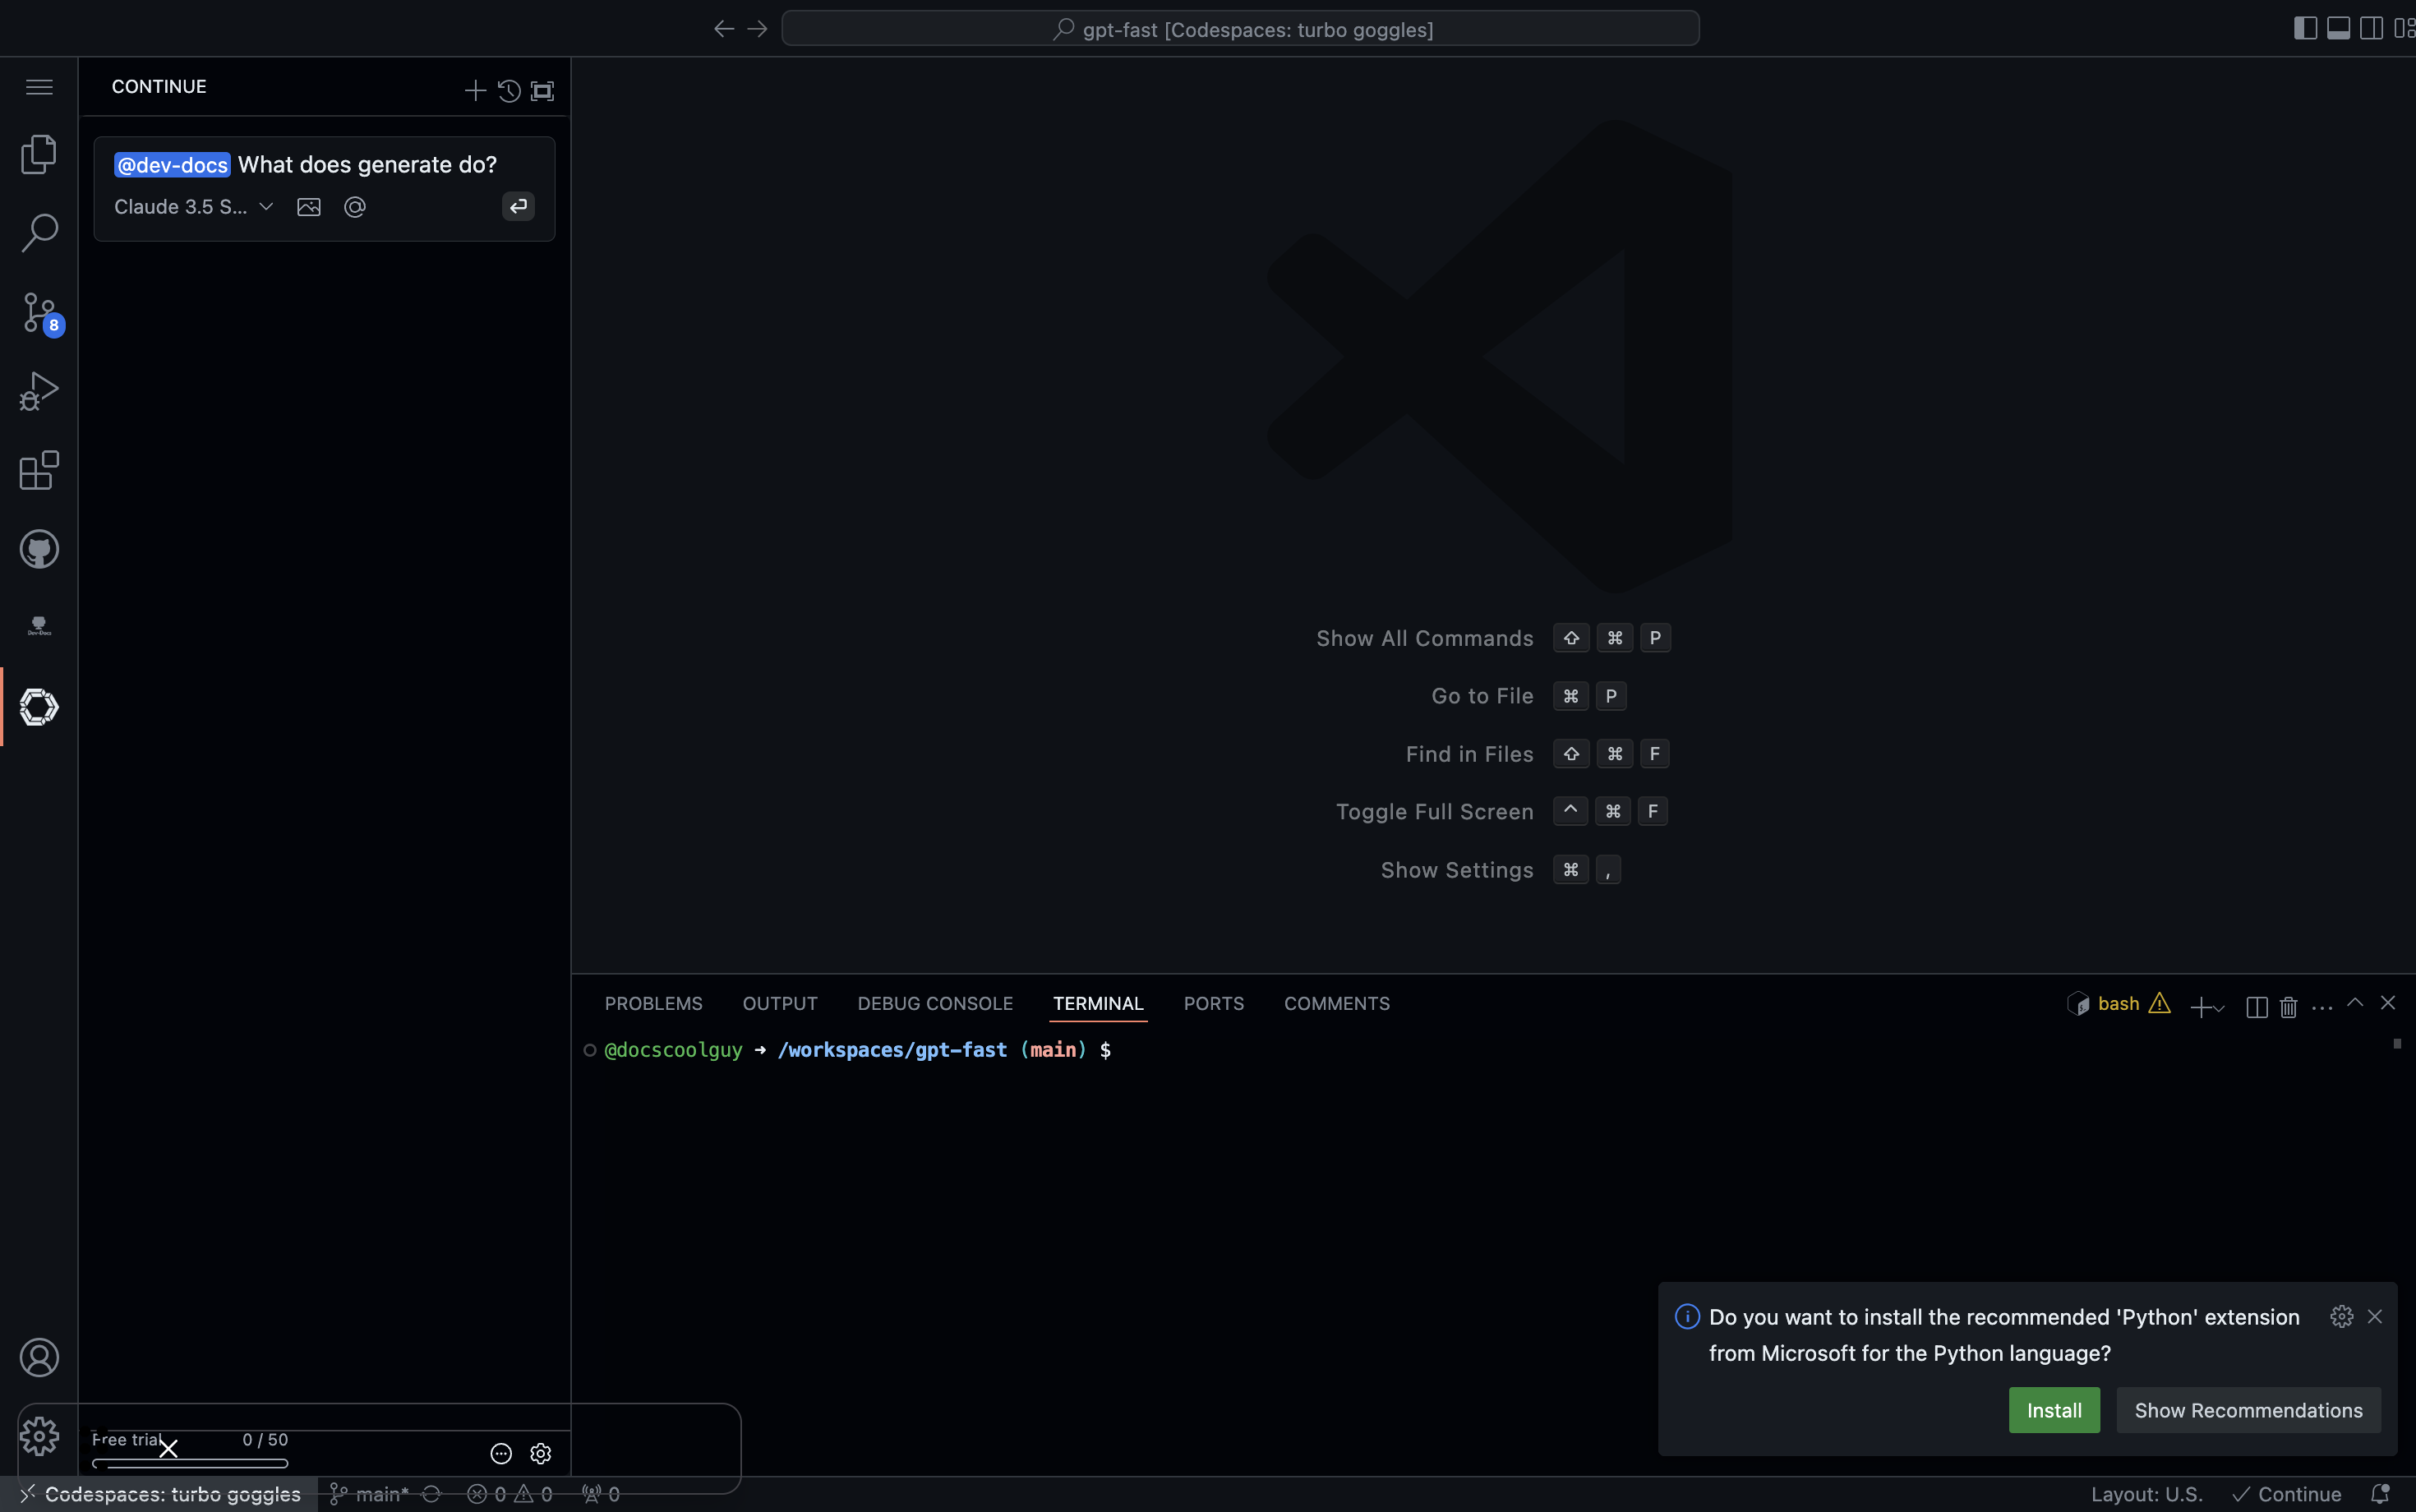 gpt-fast [Codespaces: turbo goggles]
CONTINUE
@dev-docs What does generate do?
Claude 3.5 S...
8
Dev-Docs
Show All Commands ⇧ ⌘ P
Go to File ⌘ P
Find in Files ⇧ ⌘ F
Toggle Full Screen ^ ⌘ F
Show Settings ⌘ ,
PROBLEMS OUTPUT DEBUG CONSOLE TERMINAL PORTS COMMENTS
bash
@docscoolguy ➜ /workspaces/gpt-fast (main) $
Do you want to install the recommended 'Python' extension
from Microsoft for the Python language?
Install Show Recommendations
Free trial 0 / 50
Codespaces: turbo goggles main* 0 0 0
Layout: U.S. Continue